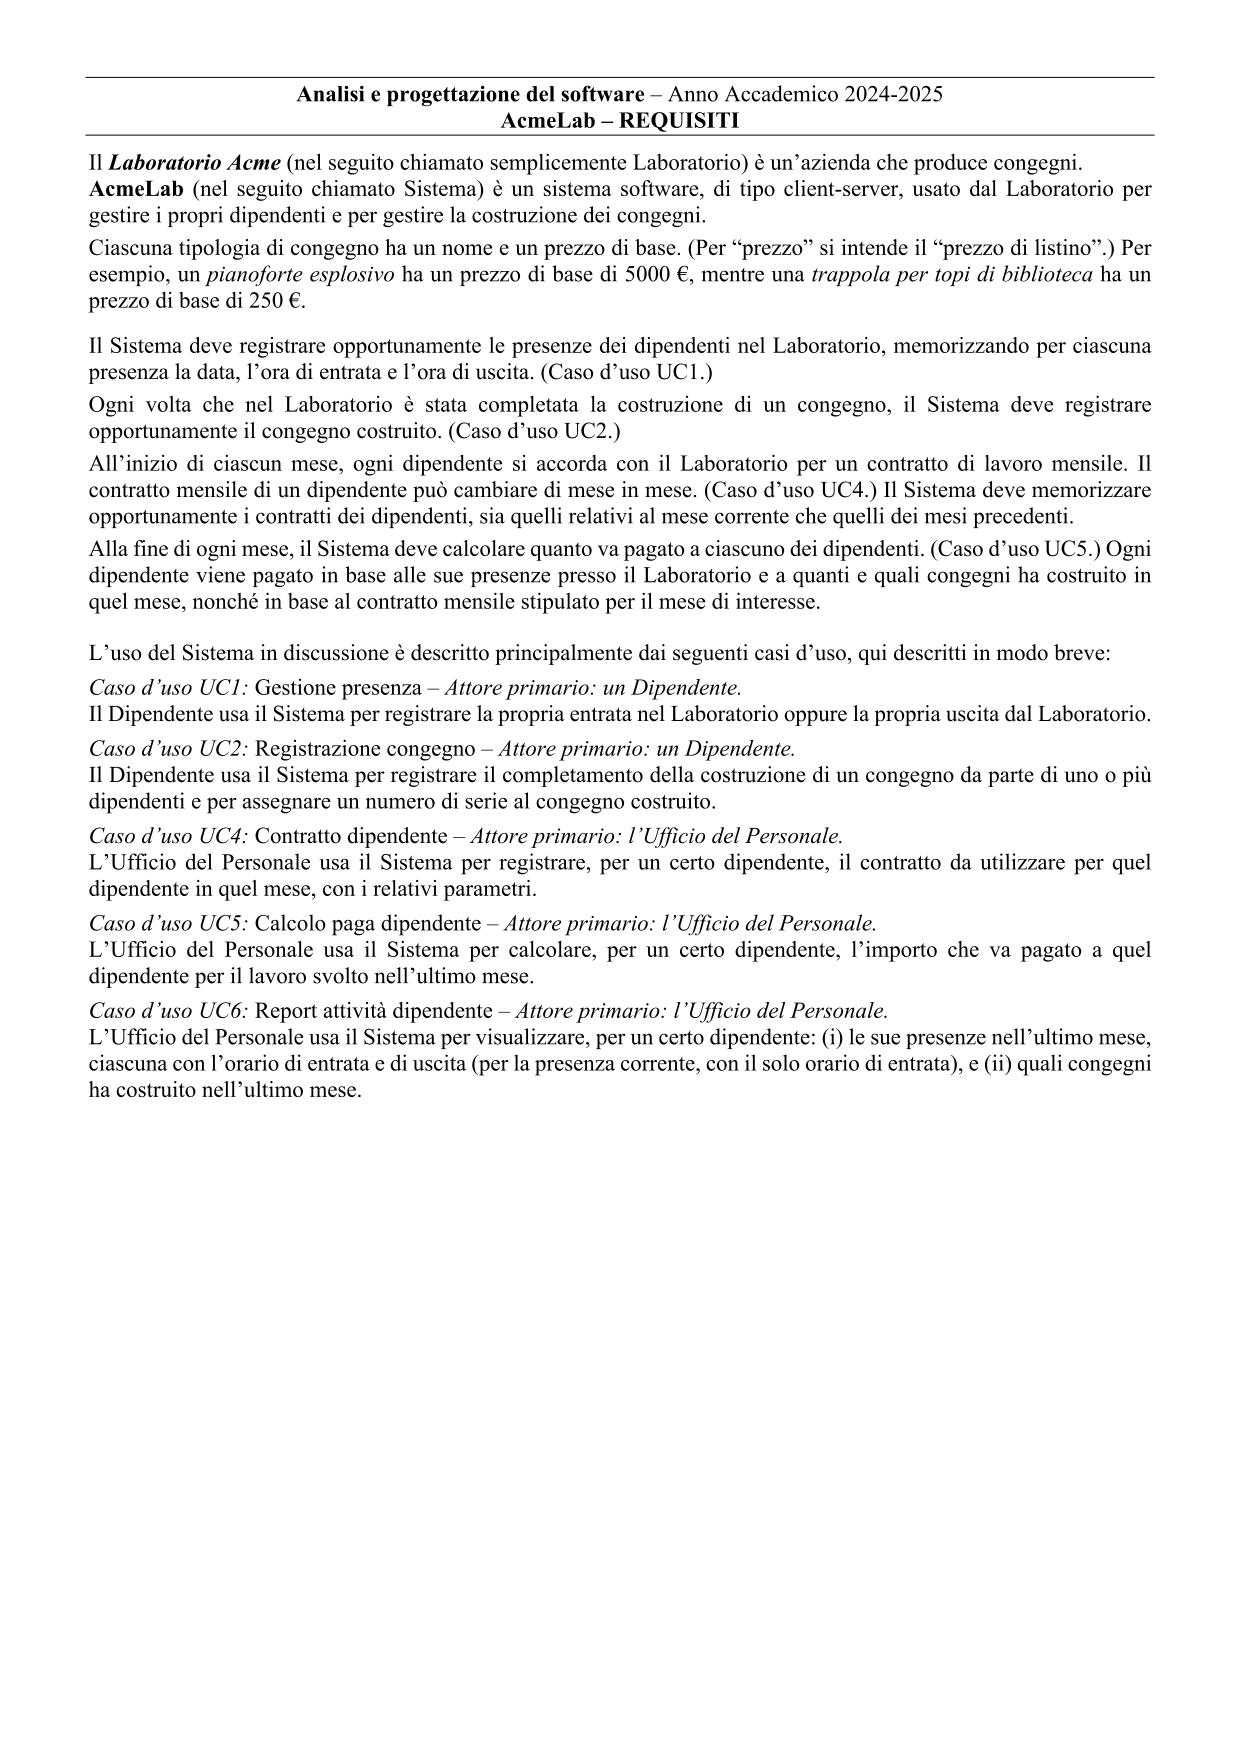 Analisi e progettazione del software – Anno Accademico 2024-2025
AcmeLab – REQUISITI
Il Laboratorio Acme (nel seguito chiamato semplicemente Laboratorio) è un’azienda che produce congegni.
AcmeLab (nel seguito chiamato Sistema) è un sistema software, di tipo client-server, usato dal Laboratorio per
gestire i propri dipendenti e per gestire la costruzione dei congegni.
Ciascuna tipologia di congegno ha un nome e un prezzo di base. (Per “prezzo” si intende il “prezzo di listino”.) Per
esempio, un pianoforte esplosivo ha un prezzo di base di 5000 €, mentre una trappola per topi di biblioteca ha un
prezzo di base di 250 €.
Il Sistema deve registrare opportunamente le presenze dei dipendenti nel Laboratorio, memorizzando per ciascuna
presenza la data, l’ora di entrata e l’ora di uscita. (Caso d’uso UC1.)
Ogni volta che nel Laboratorio è stata completata la costruzione di un congegno, il Sistema deve registrare
opportunamente il congegno costruito. (Caso d’uso UC2.)
All’inizio di ciascun mese, ogni dipendente si accorda con il Laboratorio per un contratto di lavoro mensile. Il
contratto mensile di un dipendente può cambiare di mese in mese. (Caso d’uso UC4.) Il Sistema deve memorizzare
opportunamente i contratti dei dipendenti, sia quelli relativi al mese corrente che quelli dei mesi precedenti.
Alla fine di ogni mese, il Sistema deve calcolare quanto va pagato a ciascuno dei dipendenti. (Caso d’uso UC5.) Ogni
dipendente viene pagato in base alle sue presenze presso il Laboratorio e a quanti e quali congegni ha costruito in
quel mese, nonché in base al contratto mensile stipulato per il mese di interesse.
L’uso del Sistema in discussione è descritto principalmente dai seguenti casi d’uso, qui descritti in modo breve:
Caso d’uso UC1: Gestione presenza – Attore primario: un Dipendente.
Il Dipendente usa il Sistema per registrare la propria entrata nel Laboratorio oppure la propria uscita dal Laboratorio.
Caso d’uso UC2: Registrazione congegno – Attore primario: un Dipendente.
Il Dipendente usa il Sistema per registrare il completamento della costruzione di un congegno da parte di uno o più
dipendenti e per assegnare un numero di serie al congegno costruito.
Caso d’uso UC4: Contratto dipendente – Attore primario: l’Ufficio del Personale.
L’Ufficio del Personale usa il Sistema per registrare, per un certo dipendente, il contratto da utilizzare per quel
dipendente in quel mese, con i relativi parametri.
Caso d’uso UC5: Calcolo paga dipendente – Attore primario: l’Ufficio del Personale.
L’Ufficio del Personale usa il Sistema per calcolare, per un certo dipendente, l’importo che va pagato a quel
dipendente per il lavoro svolto nell’ultimo mese.
Caso d’uso UC6: Report attività dipendente – Attore primario: l’Ufficio del Personale.
L’Ufficio del Personale usa il Sistema per visualizzare, per un certo dipendente: (i) le sue presenze nell’ultimo mese,
ciascuna con l’orario di entrata e di uscita (per la presenza corrente, con il solo orario di entrata), e (ii) quali congegni
ha costruito nell’ultimo mese.